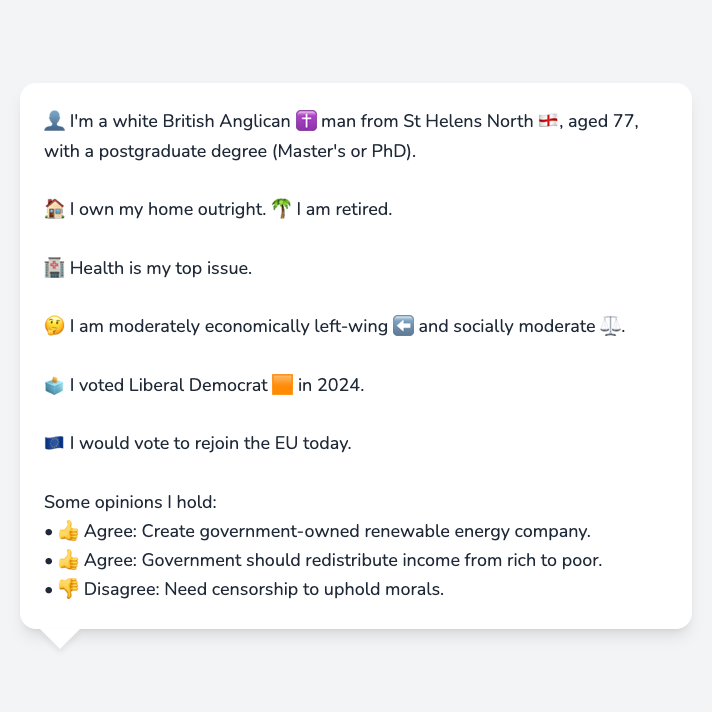 👤 I'm a white British Anglican ✝️ man from St Helens North 🏴󠁧󠁢󠁥󠁮󠁧󠁿, aged 77,
with a postgraduate degree (Master's or PhD).
🏠 I own my home outright. 🌴 I am retired.
🏥 Health is my top issue.
🤔 I am moderately economically left-wing ⬅️ and socially moderate ⚖️.
🗳️ I voted Liberal Democrat 🟧 in 2024.
🇪🇺 I would vote to rejoin the EU today.
Some opinions I hold:
• 👍 Agree: Create government-owned renewable energy company.
• 👍 Agree: Government should redistribute income from rich to poor.
• 👎 Disagree: Need censorship to uphold morals.